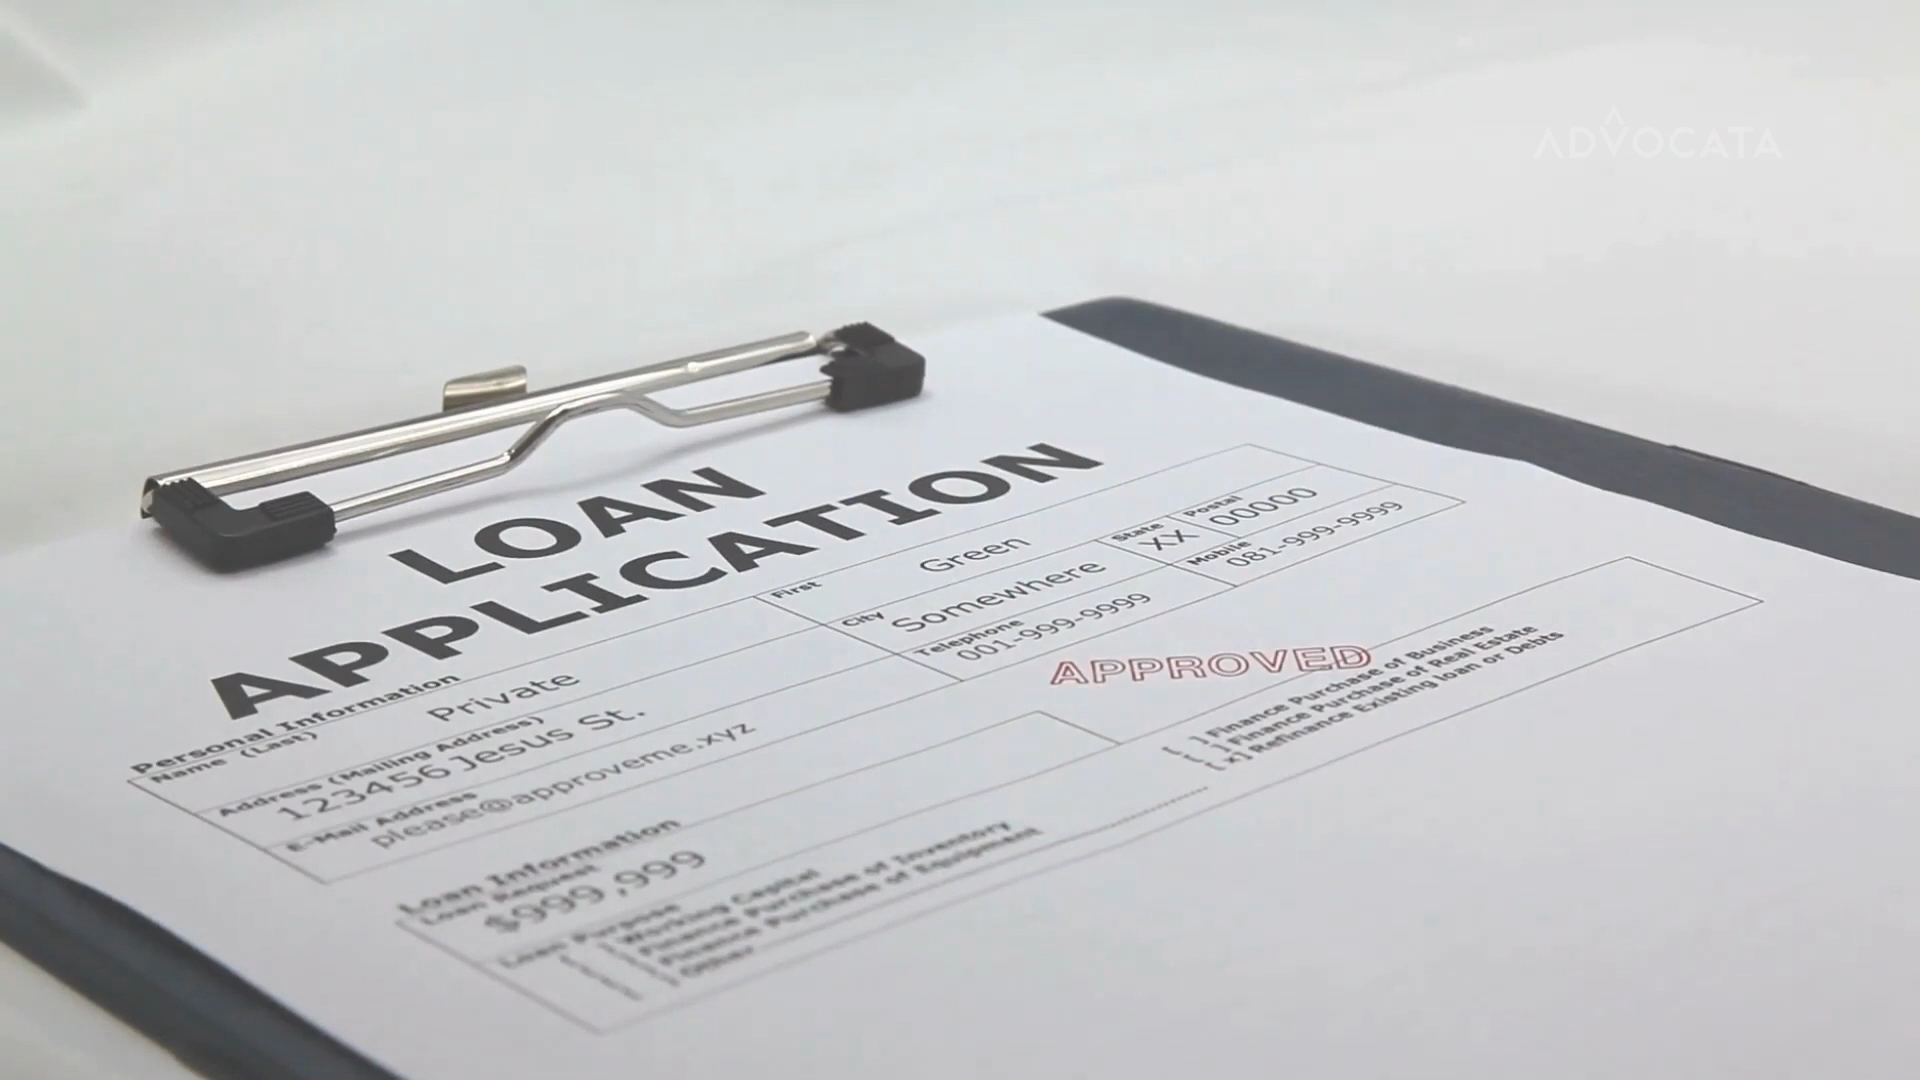 ADVOCATA
LOAN
APPLICATION
Personal Information
Name (Last)
Private
First
Green
Address (Mailing Address)
123456 Jesus St.
City
Somewhere
State
XX
Postal
00000
E-Mail Address
please@approveme.xyz
Telephone
001-999-9999
Mobile
081-999-9999
APPROVED
Loan Information
Loan Request
$999,999
Loan Purpose
[ ] Working Capital
[ ] Finance Purchase of Inventory
[ ] Finance Purchase of Equipment
[ ] Other
[ ] Finance Purchase of Business
[ ] Finance Purchase of Real Estate
[x] Refinance Existing loan or Debts